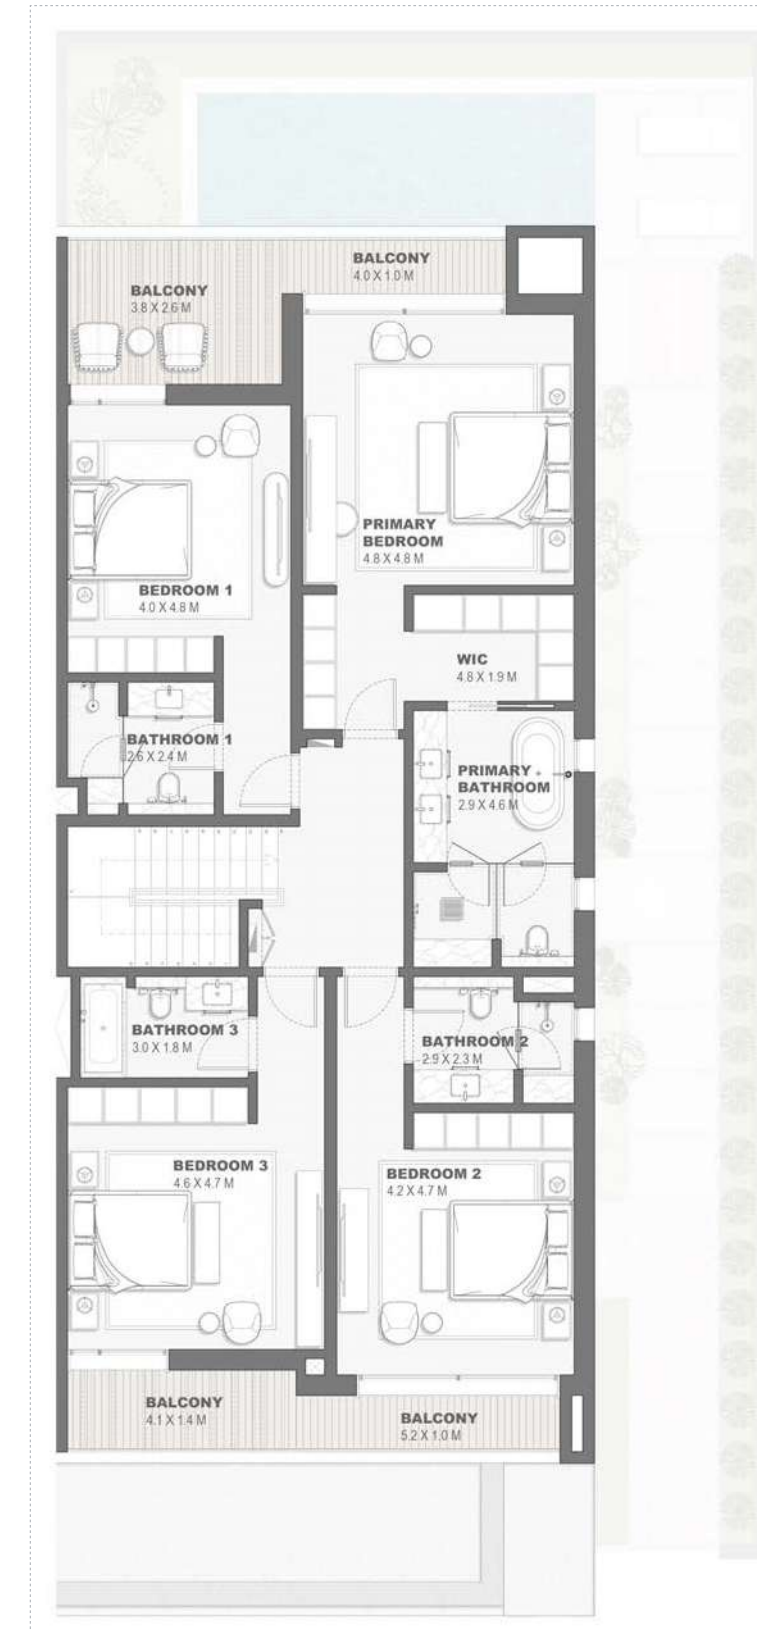 BALCONY
4.0 X 1.0 M
BALCONY
3.8 X 2.6 M
PRIMARY
BEDROOM
4.8 X 4.8 M
BEDROOM 1
4.0 X 4.8 M
WIC
4.8 X 1.9 M
BATHROOM 1
2.6 X 2.4 M
PRIMARY
BATHROOM
2.9 X 4.6 M
BATHROOM 3
3.0 X 1.8 M
BATHROOM 2
2.9 X 2.3 M
BEDROOM 3
4.6 X 4.7 M
BEDROOM 2
4.2 X 4.7 M
BALCONY
4.1 X 1.4 M
BALCONY
5.2 X 1.0 M